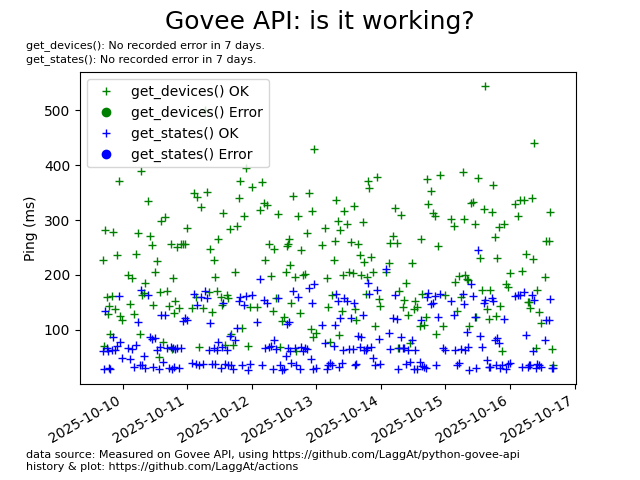 Govee API: is it working?
get_devices(): No recorded error in 7 days.
get_states(): No recorded error in 7 days.
get_devices() OK
get_devices() Error
get_states() OK
get_states() Error
Ping (ms)
500
400
300
200
100
2025-10-10
2025-10-11
2025-10-12
2025-10-13
2025-10-14
2025-10-15
2025-10-16
2025-10-17
data source: Measured on Govee API, using https://github.com/LaggAt/python-govee-api
history & plot: https://github.com/LaggAt/actions